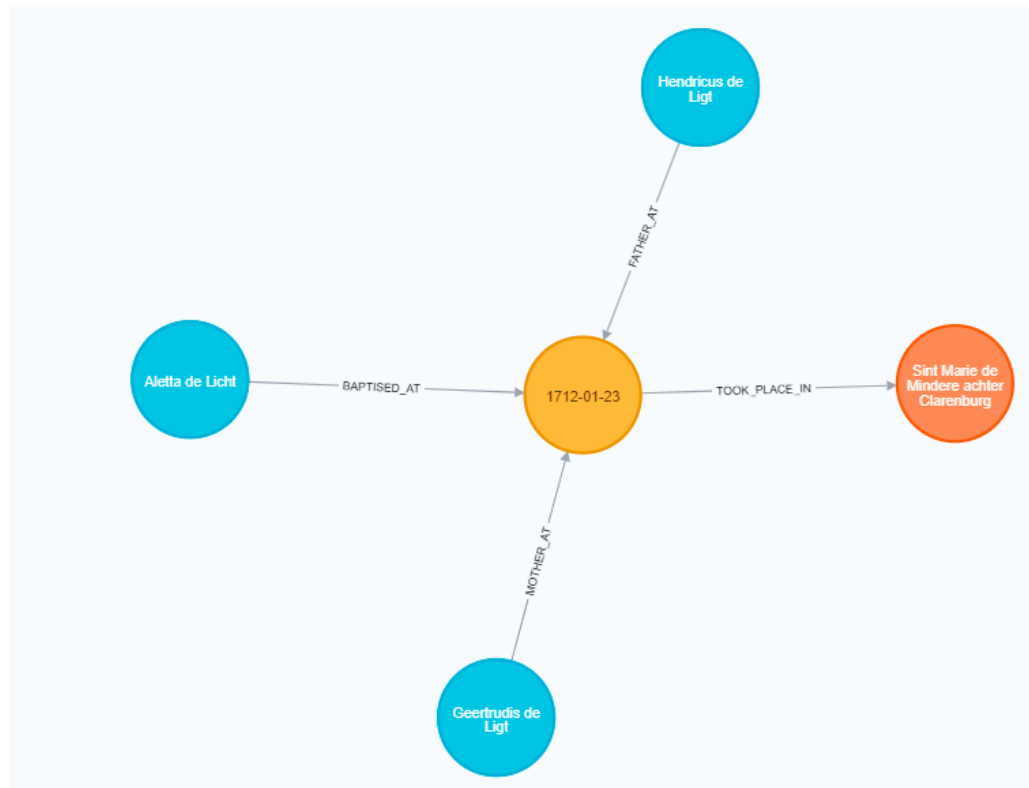 Hendricus de
Ligt
FATHER_AT
Aletta de Licht
BAPTISED_AT
1712-01-23
TOOK_PLACE_IN
Sint Marie de
Mindere achter
Clarenburg
MOTHER_AT
Geertrudis de
Ligt